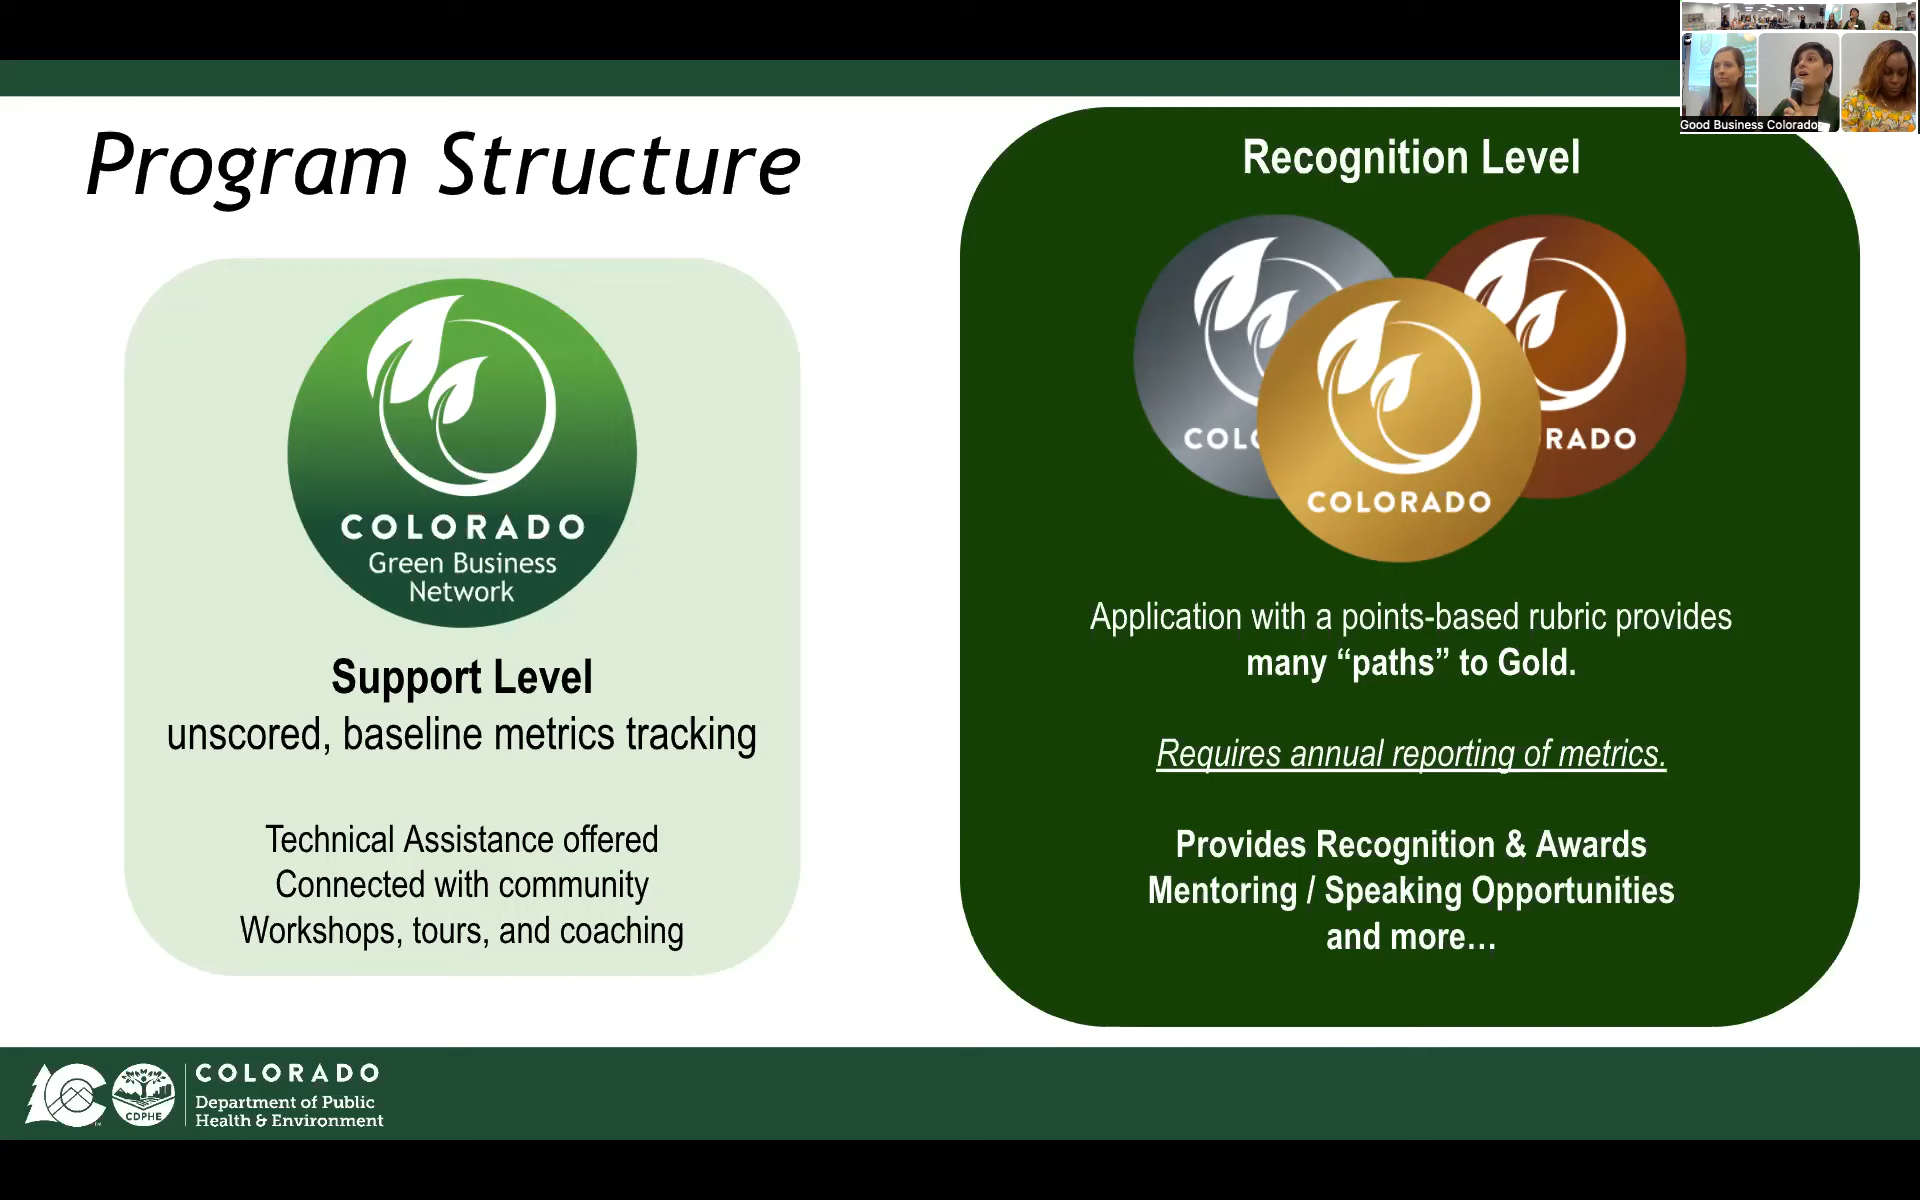 Good Business Colorado
Program Structure
COLORADO
Green Business
Network
Support Level
unscored, baseline metrics tracking
Technical Assistance offered
Connected with community
Workshops, tours, and coaching
Recognition Level
COLO
RADO
COLORADO
Application with a points-based rubric provides
many “paths” to Gold.
Requires annual reporting of metrics.
Provides Recognition & Awards
Mentoring / Speaking Opportunities
and more…
CDPHE
COLORADO
Department of Public
Health & Environment